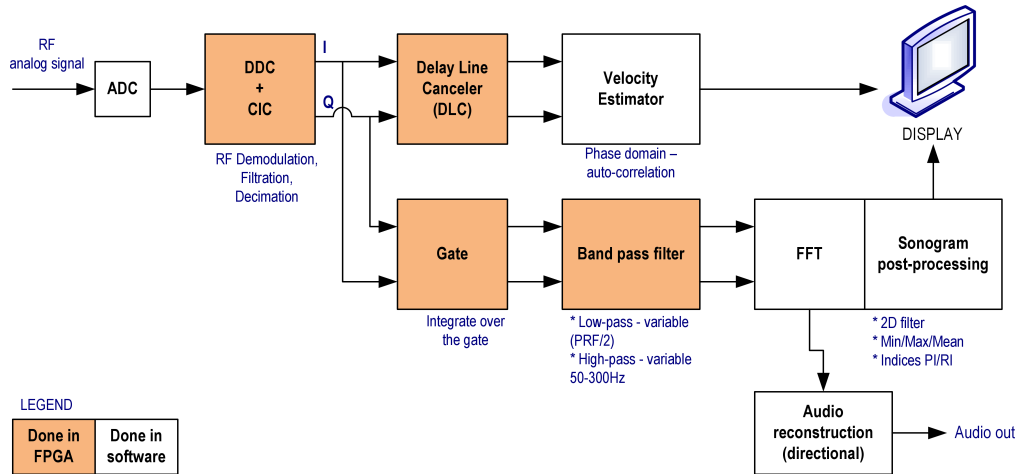 RF
analog signal
ADC
DDC
+
CIC
I
Q
RF Demodulation,
Filtration,
Decimation
Delay Line
Canceler
(DLC)
Velocity
Estimator
Phase domain –
auto-correlation
DISPLAY
Gate
Integrate over
the gate
Band pass filter
* Low-pass - variable
(PRF/2)
* High-pass - variable
50-300Hz
FFT
Sonogram
post-processing
* 2D filter
* Min/Max/Mean
* Indices PI/RI
Audio
reconstruction
(directional)
Audio out
LEGEND
Done in
FPGA
Done in
software